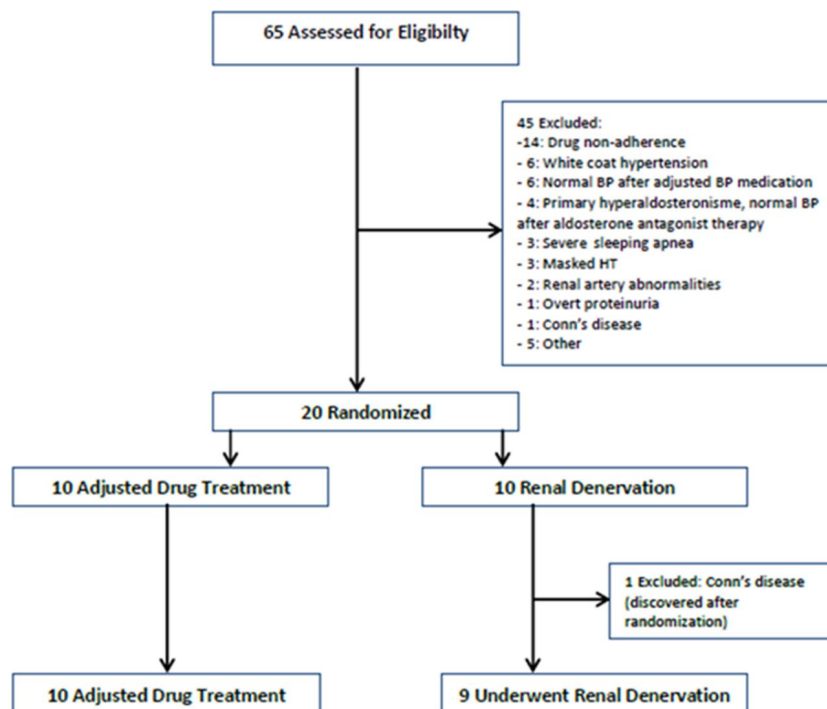 65 Assessed for Eligibilty
45 Excluded:
-14: Drug non-adherence
- 6: White coat hypertension
- 6: Normal BP after adjusted BP medication
- 4: Primary hyperaldosteronisme, normal BP
after aldosterone antagonist therapy
- 3: Severe sleeping apnea
- 3: Masked HT
- 2: Renal artery abnormalities
- 1: Overt proteinuria
- 1: Conn's disease
- 5: Other
20 Randomized
10 Adjusted Drug Treatment
10 Renal Denervation
1 Excluded: Conn's disease
(discovered after
randomization)
10 Adjusted Drug Treatment
9 Underwent Renal Denervation